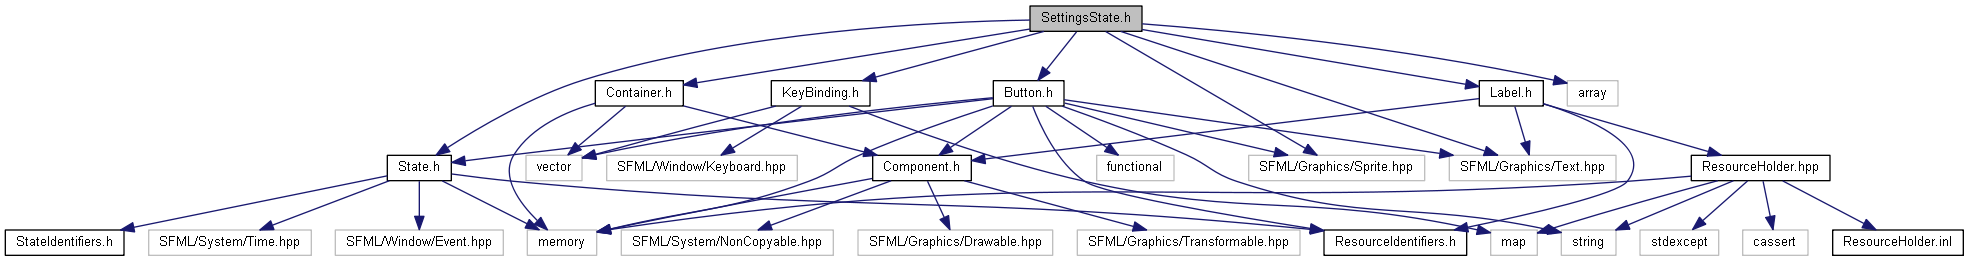 SettingsState.h
Container.h
KeyBinding.h
Button.h
Label.h
array
State.h
vector
SFML/Window/Keyboard.hpp
Component.h
functional
SFML/Graphics/Sprite.hpp
SFML/Graphics/Text.hpp
ResourceHolder.hpp
StateIdentifiers.h
SFML/System/Time.hpp
SFML/Window/Event.hpp
memory
SFML/System/NonCopyable.hpp
SFML/Graphics/Drawable.hpp
SFML/Graphics/Transformable.hpp
ResourceIdentifiers.h
map
string
stdexcept
cassert
ResourceHolder.inl